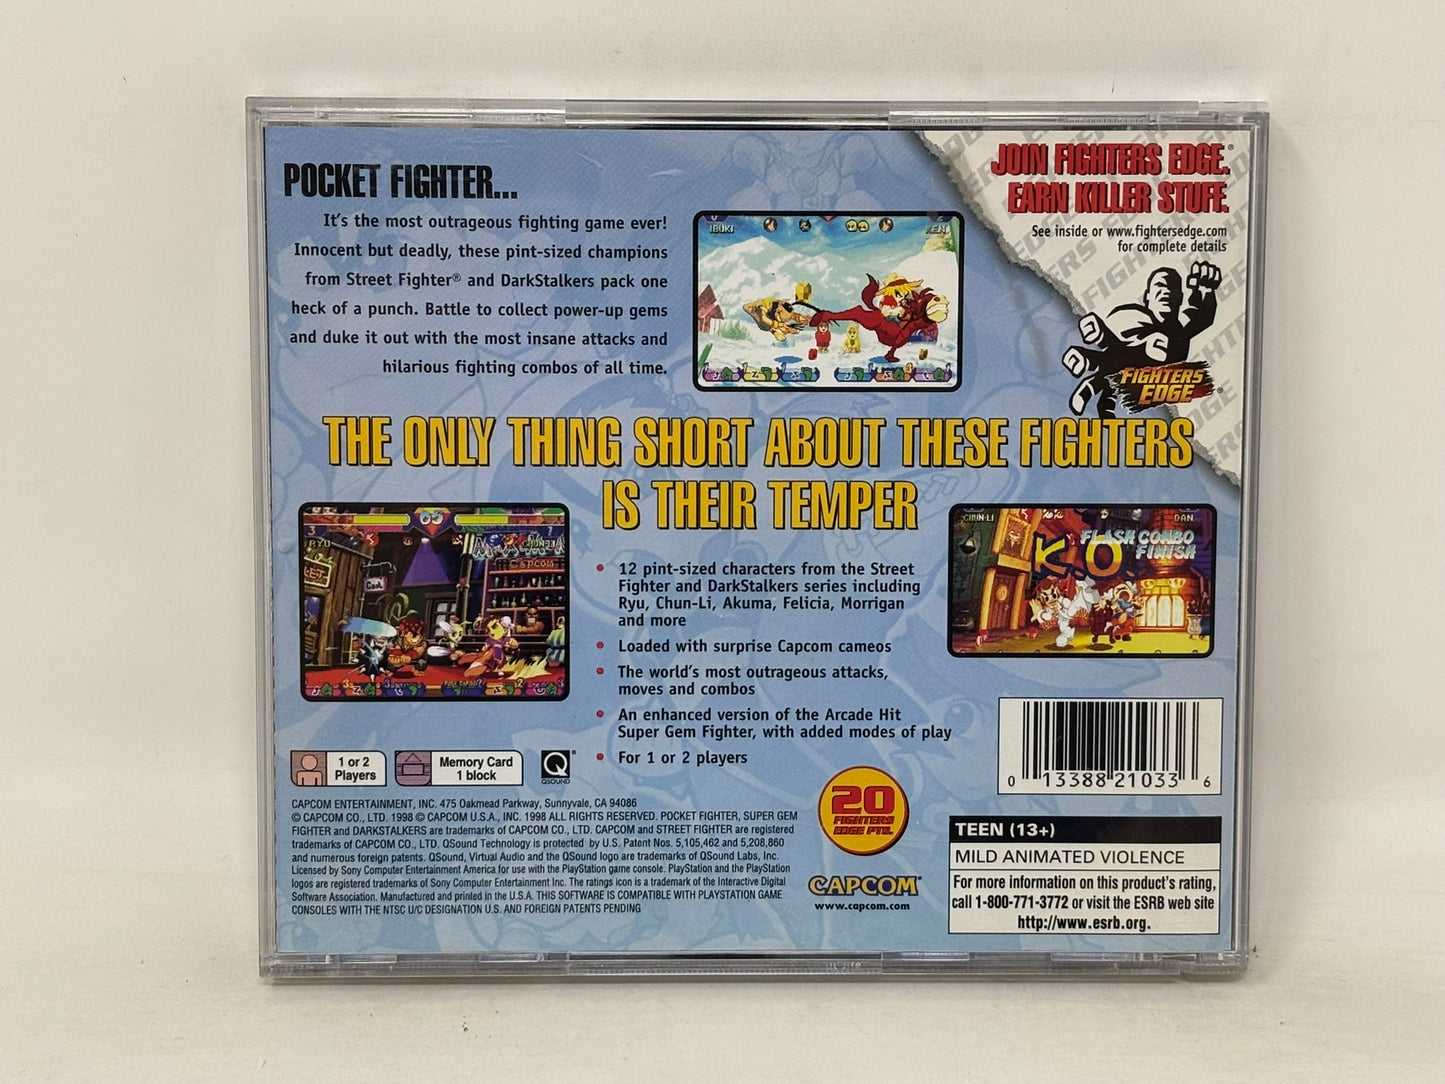 POCKET FIGHTER...
It's the most outrageous fighting game ever!
Innocent but deadly, these pint-sized champions
from Street Fighter® and DarkStalkers pack one
heck of a punch. Battle to collect power-up gems
and duke it out with the most insane attacks and
hilarious fighting combos of all time.
IBUKI
KEN
JOIN FIGHTERS EDGE.®
EARN KILLER STUFF.
See inside or www.fightersedge.com
for complete details
FIGHTERS
EDGE®
THE ONLY THING SHORT ABOUT THESE FIGHTERS
IS THEIR TEMPER
RYU
CHUN-LI
Capcom
Cool
• 12 pint-sized characters from the Street
Fighter and DarkStalkers series including
Ryu, Chun-Li, Akuma, Felicia, Morrigan
and more
• Loaded with surprise Capcom cameos
• The world's most outrageous attacks,
moves and combos
• An enhanced version of the Arcade Hit
Super Gem Fighter, with added modes of play
• For 1 or 2 players
CHUN-LI
DAN
K.O.
FLASH COMBO
FINISH
1 or 2
Players
Memory Card
1 block
Q®
QSOUND
CAPCOM ENTERTAINMENT, INC. 475 Oakmead Parkway, Sunnyvale, CA 94086
© CAPCOM CO., LTD. 1998 © CAPCOM U.S.A., INC. 1998 ALL RIGHTS RESERVED. POCKET FIGHTER, SUPER GEM
FIGHTER and DARKSTALKERS are trademarks of CAPCOM CO., LTD. CAPCOM and STREET FIGHTER are registered
trademarks of CAPCOM CO., LTD. QSound Technology is protected by U.S. Patent Nos. 5,105,462 and 5,208,860
and numerous foreign patents. QSound, Virtual Audio and the QSound logo are trademarks of QSound Labs, Inc.
Licensed by Sony Computer Entertainment America for use with the PlayStation game console. PlayStation and the PlayStation
logos are registered trademarks of Sony Computer Entertainment Inc. The ratings icon is a trademark of the Interactive Digital
Software Association. Manufactured and printed in the U.S.A. THIS SOFTWARE IS COMPATIBLE WITH PLAYSTATION GAME
CONSOLES WITH THE NTSC U/C DESIGNATION U.S. AND FOREIGN PATENTS PENDING
20
FIGHTERS
EDGE PTS.
CAPCOM®
www.capcom.com
0 13388 21033 6
TEEN (13+)
MILD ANIMATED VIOLENCE
For more information on this product's rating,
call 1-800-771-3772 or visit the ESRB web site
http://www.esrb.org.